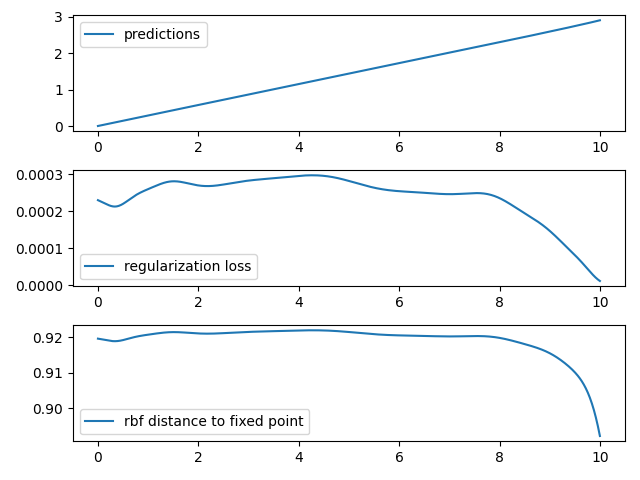 3
predictions
2
1
0
0 2 4 6 8 10
0.0003
0.0002
0.0001
regularization loss
0.0000
0 2 4 6 8 10
0.92
0.91
0.90
rbf distance to fixed point
0 2 4 6 8 10